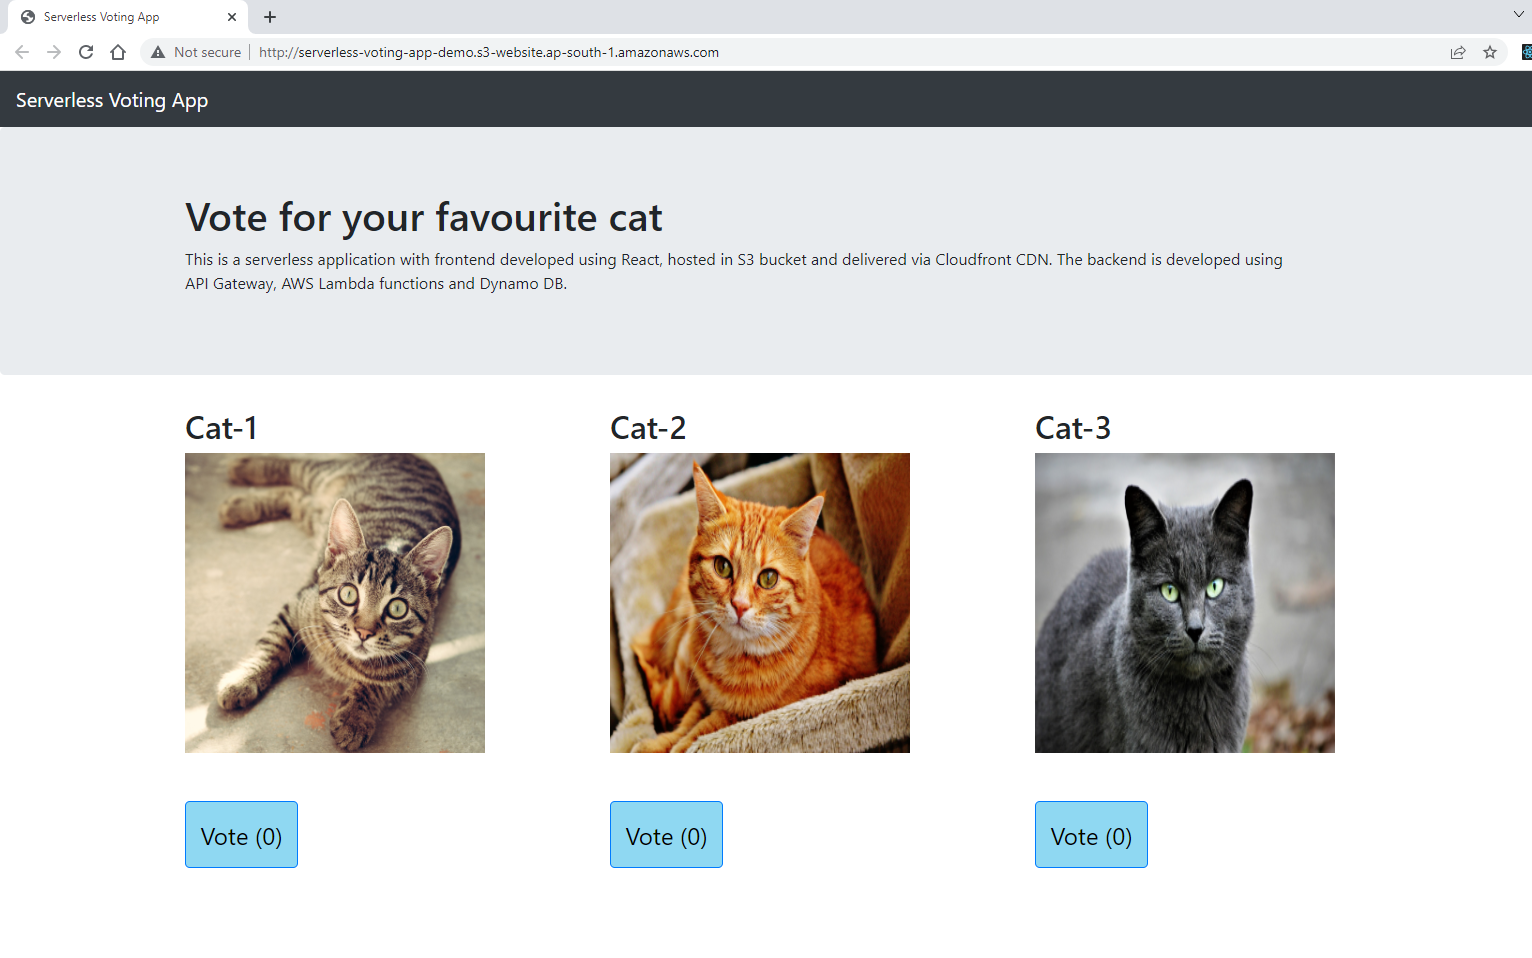 Serverless Voting App
Not secure
http://serverless-voting-app-demo.s3-website.ap-south-1.amazonaws.com
Serverless Voting App
Vote for your favourite cat
This is a serverless application with frontend developed using React, hosted in S3 bucket and delivered via Cloudfront CDN. The backend is developed using
API Gateway, AWS Lambda functions and Dynamo DB.
Cat-1
Cat-2
Cat-3
Vote (0)
Vote (0)
Vote (0)